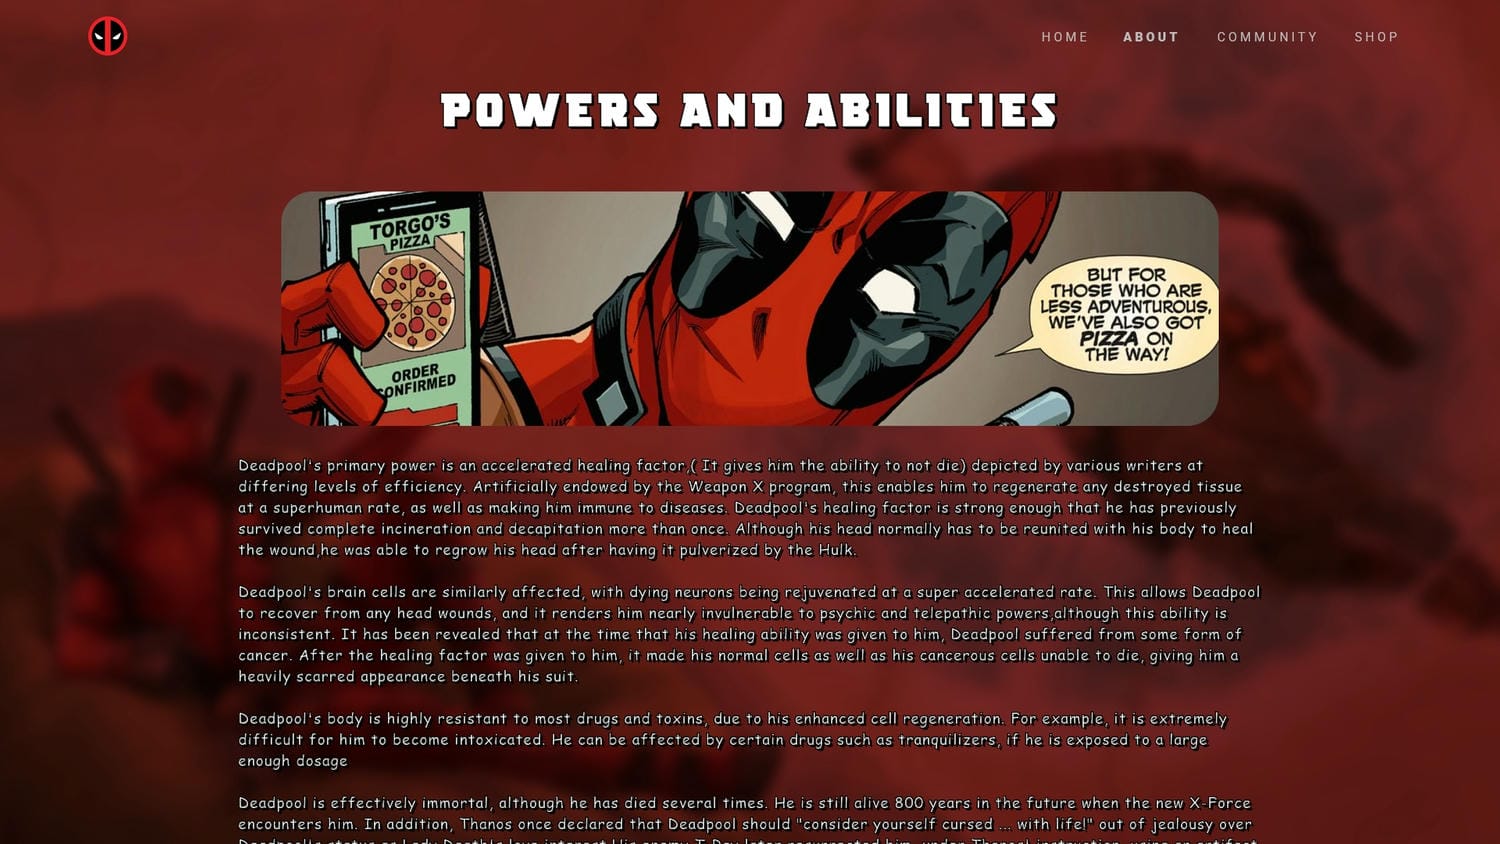 HOME ABOUT COMMUNITY SHOP
POWERS AND ABILITIES
TORGO'S
PIZZA
ORDER
CONFIRMED
BUT FOR
THOSE WHO ARE
LESS ADVENTUROUS,
WE'VE ALSO GOT
PIZZA ON
THE WAY!
Deadpool's primary power is an accelerated healing factor,( It gives him the ability to not die) depicted by various writers at
differing levels of efficiency. Artificially endowed by the Weapon X program, this enables him to regenerate any destroyed tissue
at a superhuman rate, as well as making him immune to diseases. Deadpool's healing factor is strong enough that he has previously
survived complete incineration and decapitation more than once. Although his head normally has to be reunited with his body to heal
the wound,he was able to regrow his head after having it pulverized by the Hulk.
Deadpool's brain cells are similarly affected, with dying neurons being rejuvenated at a super accelerated rate. This allows Deadpool
to recover from any head wounds, and it renders him nearly invulnerable to psychic and telepathic powers,although this ability is
inconsistent. It has been revealed that at the time that his healing ability was given to him, Deadpool suffered from some form of
cancer. After the healing factor was given to him, it made his normal cells as well as his cancerous cells unable to die, giving him a
heavily scarred appearance beneath his suit.
Deadpool's body is highly resistant to most drugs and toxins, due to his enhanced cell regeneration. For example, it is extremely
difficult for him to become intoxicated. He can be affected by certain drugs such as tranquilizers, if he is exposed to a large
enough dosage
Deadpool is effectively immortal, although he has died several times. He is still alive 800 years in the future when the new X-Force
encounters him. In addition, Thanos once declared that Deadpool should "consider yourself cursed ... with life!" out of jealousy over